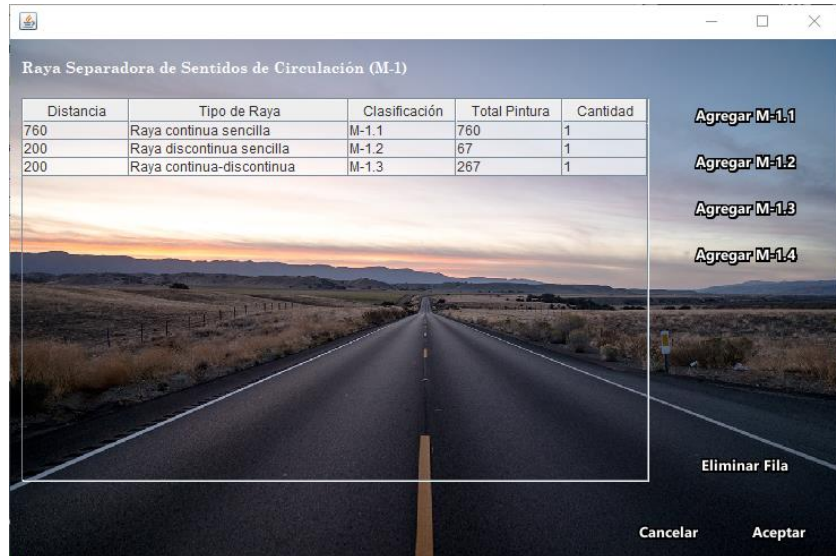 Raya Separadora de Sentidos de Circulación (M-1)
Distancia Tipo de Raya Clasificación Total Pintura Cantidad
760 Raya continua sencilla M-1.1 760 1
200 Raya discontinua sencilla M-1.2 67 1
200 Raya continua-discontinua M-1.3 267 1
Agregar M-1.1
Agregar M-1.2
Agregar M-1.3
Agregar M-1.4
Eliminar Fila
Cancelar Aceptar